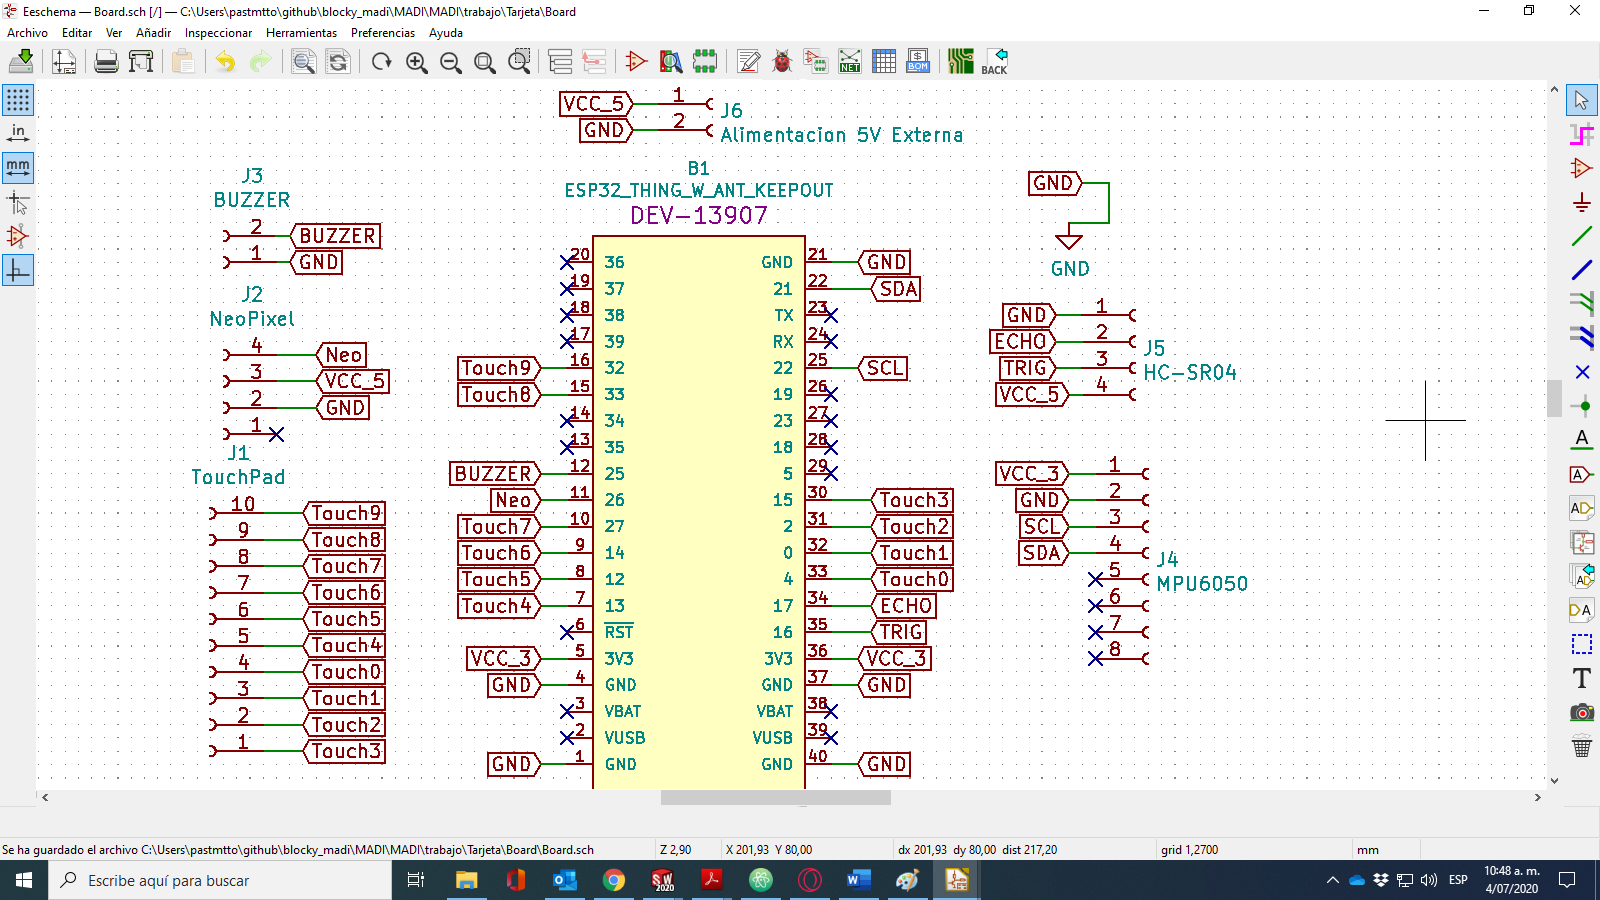 Eeschema — Board.sch [/] — C:\Users\pastmtto\github\blocky_madi\MADI\MADI\trabajo\Tarjeta\Board
Archivo Editar Ver Añadir Inspeccionar Herramientas Preferencias Ayuda
NET
BOM
BACK
in
mm
VCC_5 1
GND 2
J6
Alimentacion 5V Externa
J3
BUZZER
2 BUZZER
1 GND
J2
NeoPixel
4 Neo
3 VCC_5
2 GND
1
J1
TouchPad
10 Touch9
9 Touch8
8 Touch7
7 Touch6
6 Touch5
5 Touch4
4 Touch0
3 Touch1
2 Touch2
1 Touch3
B1
ESP32_THING_W_ANT_KEEPOUT
DEV-13907
20 36 GND 21 GND
19 37 21 22 SDA
18 38 TX 23
17 39 RX 24
Touch9 16 32 22 25 SCL
Touch8 15 33 19 26
14 34 23 27
13 35 18 28
BUZZER 12 25 5 29
Neo 11 26 15 30 Touch3
Touch7 10 27 2 31 Touch2
Touch6 9 14 0 32 Touch1
Touch5 8 12 4 33 Touch0
Touch4 7 13 17 34 ECHO
6 RST 16 35 TRIG
VCC_3 5 3V3 3V3 36 VCC_3
GND 4 GND GND 37 GND
3 VBAT VBAT 38
2 VUSB VUSB 39
GND 1 GND GND 40 GND
GND
GND
GND 1
ECHO 2
TRIG 3
VCC_5 4
J5
HC-SR04
VCC_3 1
GND 2
SCL 3
SDA 4
5
6
7
8
J4
MPU6050
A
A
AD
AD
DA
T
Se ha guardado el archivo C:\Users\pastmtto\github\blocky_madi\MADI\MADI\trabajo\Tarjeta\Board\Board.sch Z 2,90 X 201,93 Y 80,00 dx 201,93 dy 80,00 dist 217,20 grid 1,2700 mm
Escribe aquí para buscar
SW
2020
W
ESP
10:48 a. m.
4/07/2020